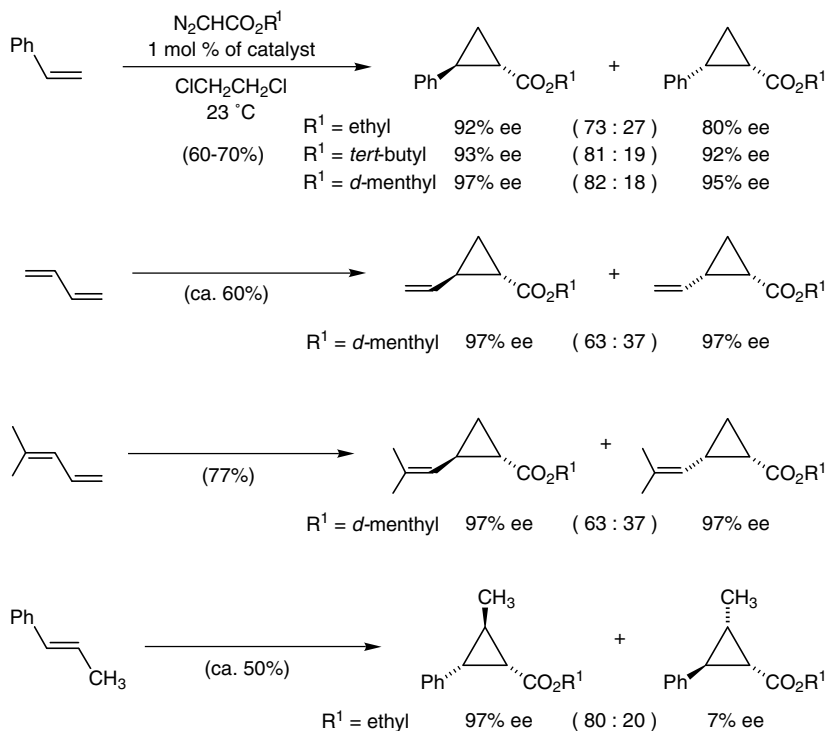 N₂CHCO₂R¹
Ph
1 mol % of catalyst
+
ClCH₂CH₂Cl
23 ˚C
Ph CO₂R¹ Ph CO₂R¹
R¹ = ethyl 92% ee ( 73 : 27 ) 80% ee
(60-70%) R¹ = tert-butyl 93% ee ( 81 : 19 ) 92% ee
R¹ = d-menthyl 97% ee ( 82 : 18 ) 95% ee
+
(ca. 60%) CO₂R¹ CO₂R¹
R¹ = d-menthyl 97% ee ( 63 : 37 ) 97% ee
+
(77%) CO₂R¹ CO₂R¹
R¹ = d-menthyl 97% ee ( 63 : 37 ) 97% ee
CH₃ CH₃
Ph +
CH₃ (ca. 50%) Ph CO₂R¹ Ph CO₂R¹
R¹ = ethyl 97% ee ( 80 : 20 ) 7% ee